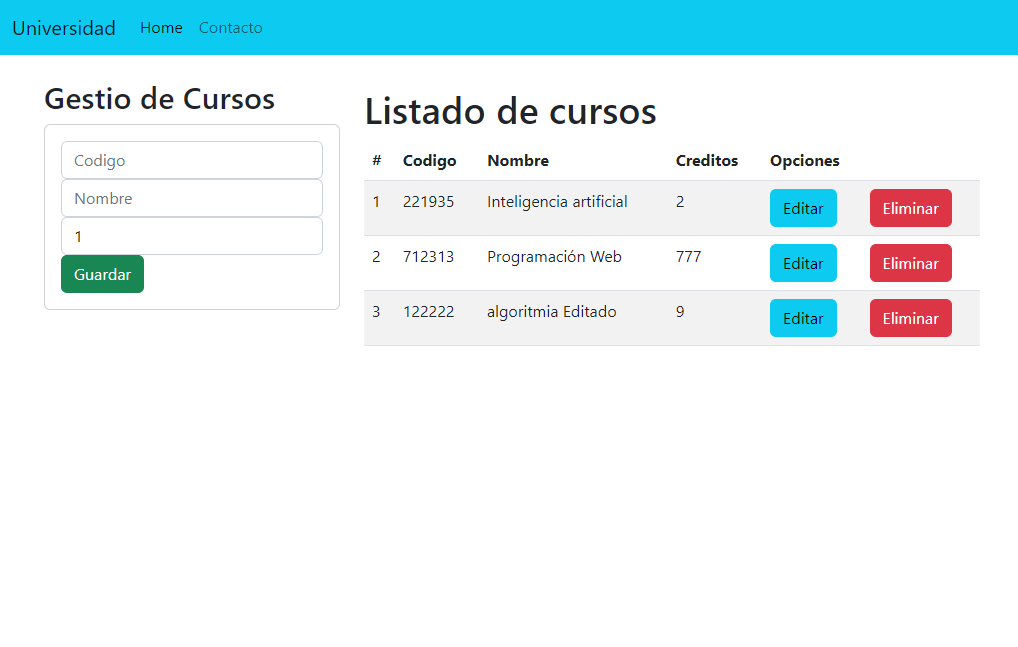 Universidad Home Contacto
Gestio de Cursos
Codigo
Nombre
1
Guardar
Listado de cursos
# Codigo Nombre Creditos Opciones
1 221935 Inteligencia artificial 2 Editar Eliminar
2 712313 Programación Web 777 Editar Eliminar
3 122222 algoritmia Editado 9 Editar Eliminar